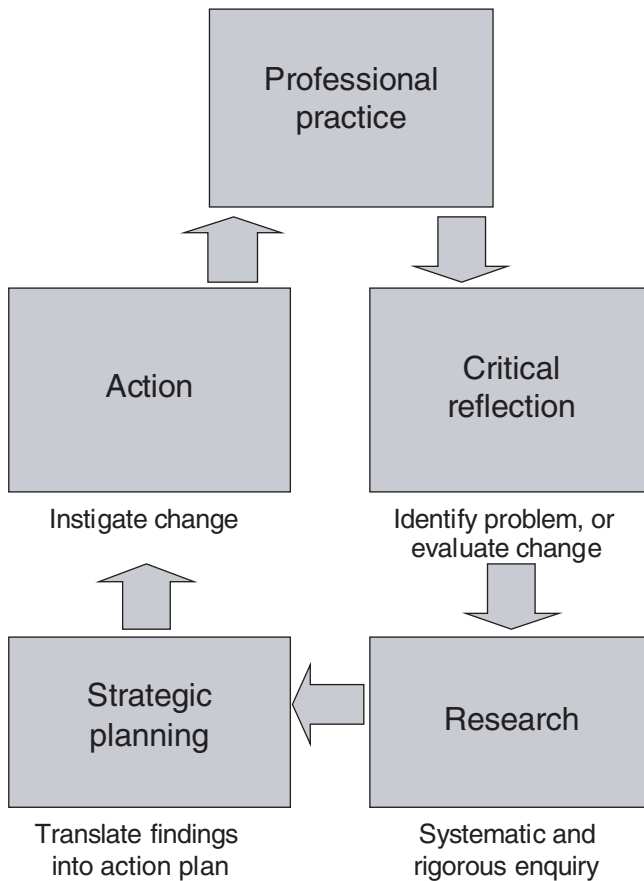 Professional
practice
Action
Critical
reflection
Instigate change
Identify problem, or
evaluate change
Strategic
planning
Research
Translate findings
into action plan
Systematic and
rigorous enquiry